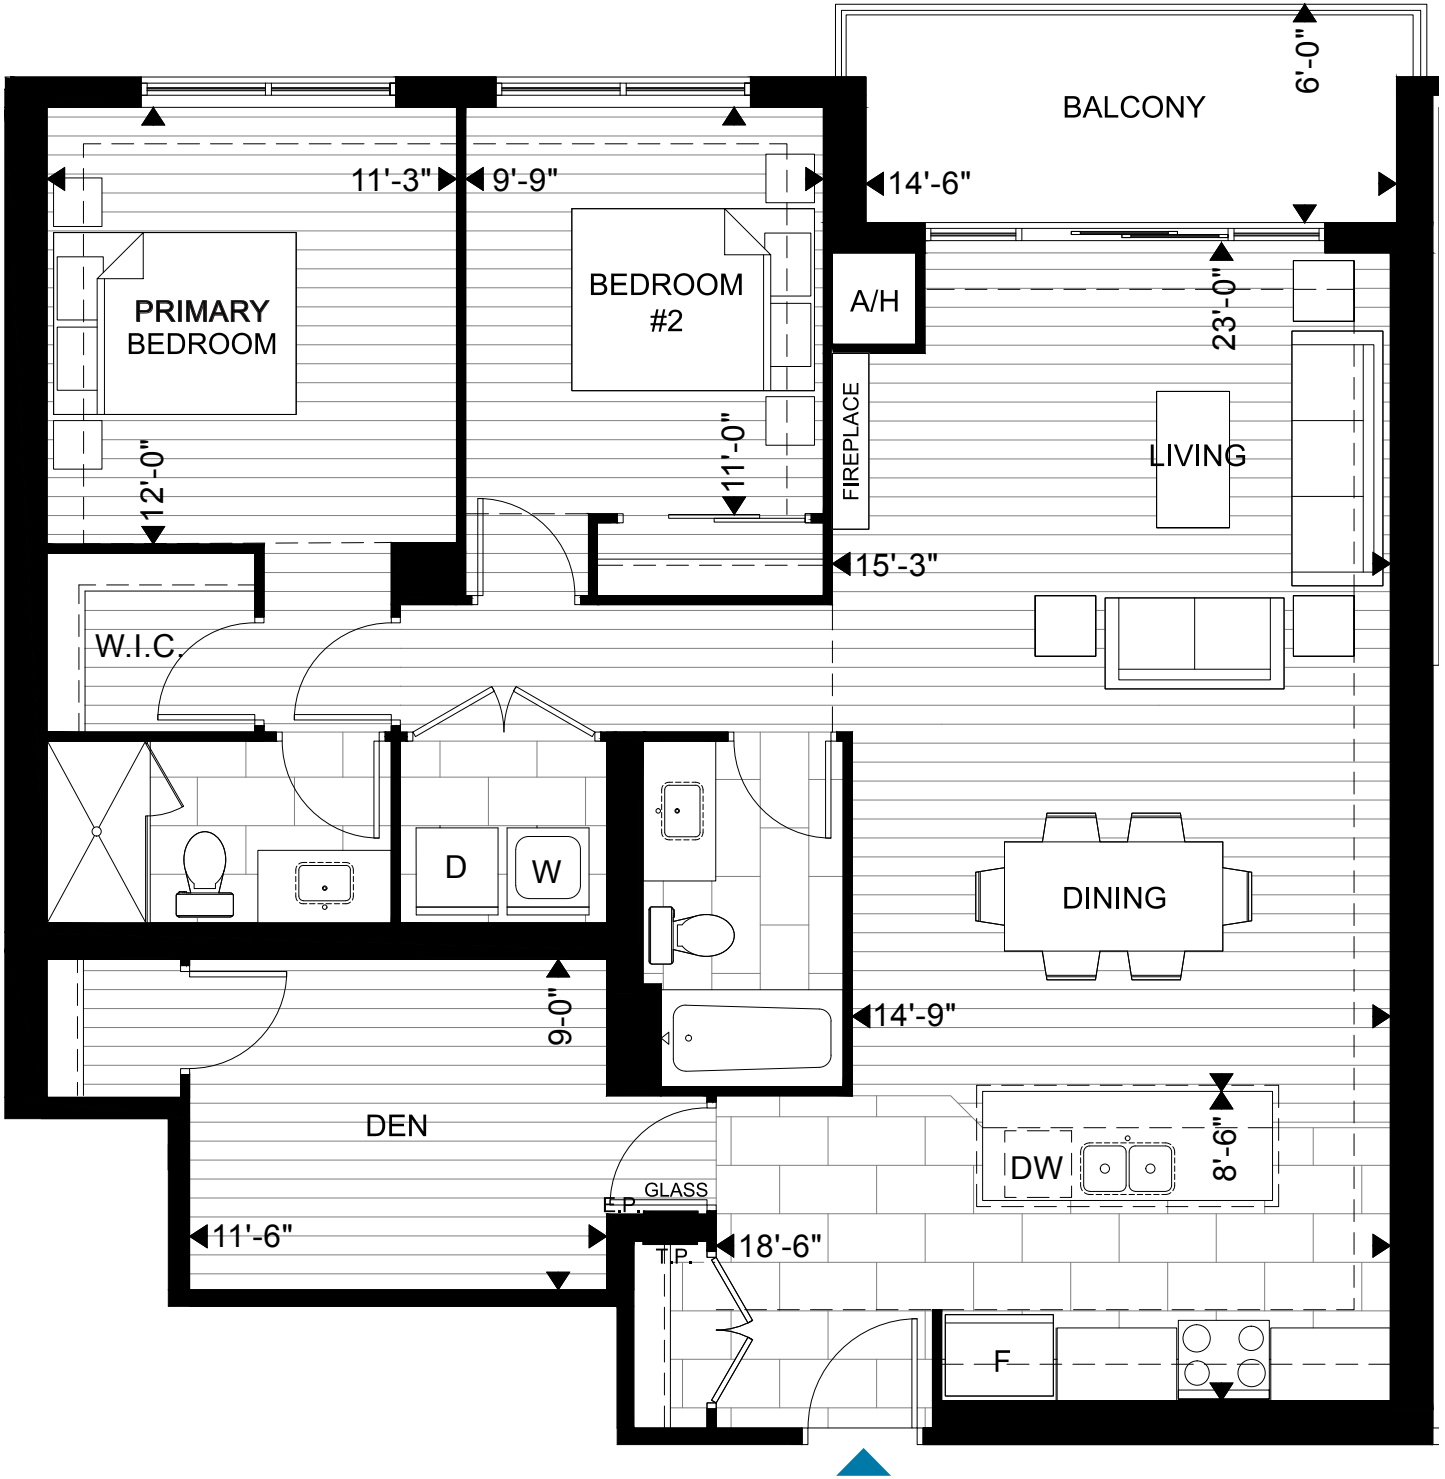 6'-0"
BALCONY
11'-3"
9'-9"
14'-6"
BEDROOM
#2
PRIMARY
BEDROOM
A/H
23'-0"
FIREPLACE
LIVING
11'-0"
12'-0"
15'-3"
W.I.C.
D
W
DINING
9'-0"
14'-9"
DEN
8'-6"
DW
GLASS
E.P.
11'-6"
18'-6"
T.P.
F